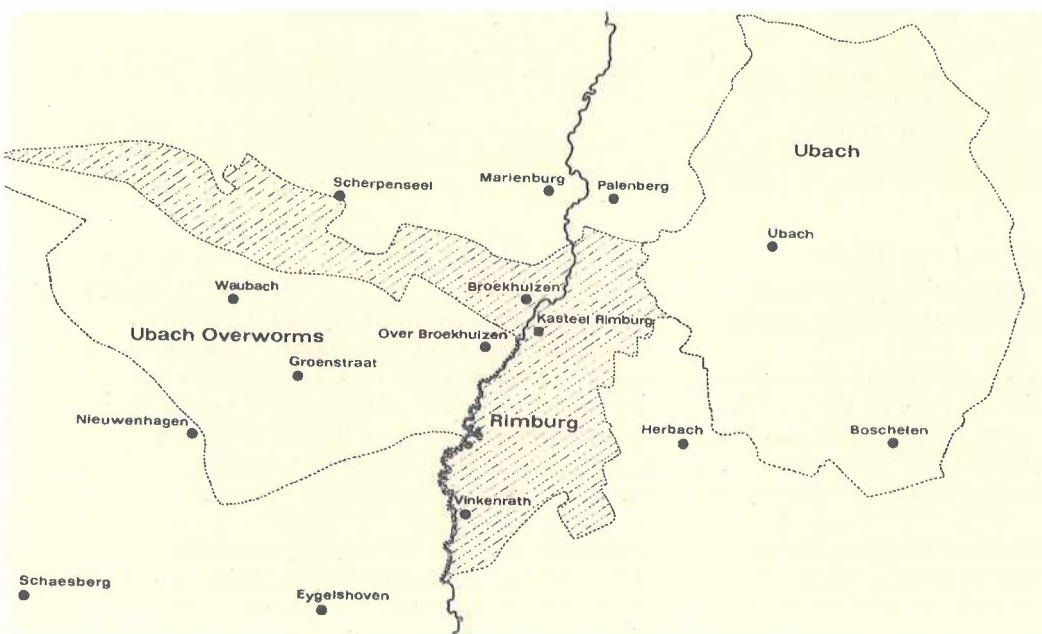 Ubach
Scherpenseel
Marienburg
Palenberg
Ubach
Waubach
Broekhuizen
Ubach Overworms
Over Broekhuizen
Kasteel Rimburg
Groenstraat
Nieuwenhagen
Rimburg
Herbach
Boschelen
Vinkenrath
Schaesberg
Eygelshoven